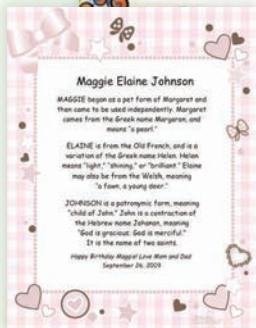 Maggie Elaine Johnson
MAGGIE began as a pet form of Margaret and
then came to be used independently. Margaret
comes from the Greek name Margaron, and
means "a pearl."
ELAINE is from the Old French, and is a
variation of the Greek name Helen. Helen
means "light," "shining," or "brilliant." Elaine
may also be from the Welsh, meaning
"a fawn, a young deer."
JOHNSON is a patronymic form, meaning
"child of John." John is a contraction of
the Hebrew name Johanan, meaning
"God is gracious: God is merciful."
It is the name of two saints.
Happy Birthday Maggie! Love Mom and Dad
September 26, 2009